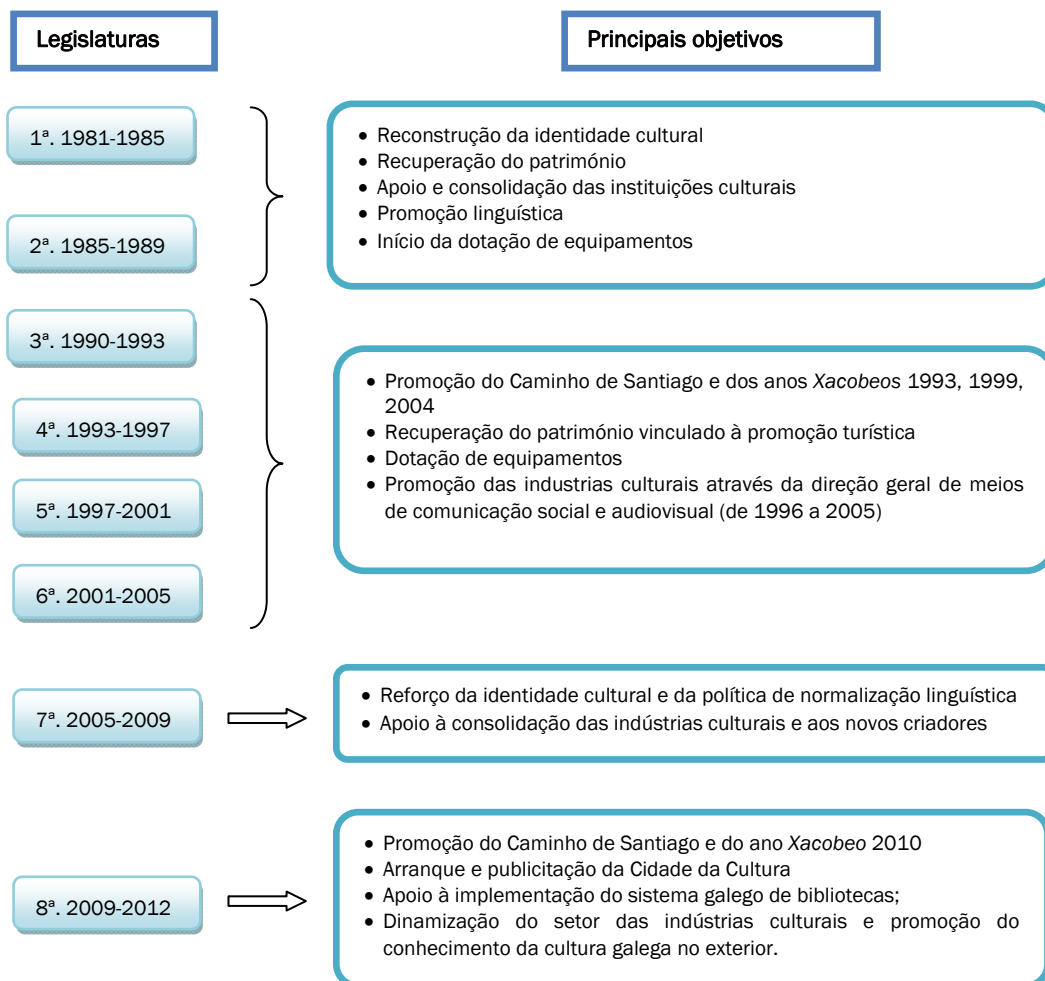 Legislaturas
Principais objetivos
1ª. 1981-1985
2ª. 1985-1989
• Reconstrução da identidade cultural
• Recuperação do património
• Apoio e consolidação das instituições culturais
• Promoção linguística
• Início da dotação de equipamentos
3ª. 1990-1993
4ª. 1993-1997
5ª. 1997-2001
6ª. 2001-2005
• Promoção do Caminho de Santiago e dos anos Xacobeos 1993, 1999,
2004
• Recuperação do património vinculado à promoção turística
• Dotação de equipamentos
• Promoção das industrias culturais através da direção geral de meios
de comunicação social e audiovisual (de 1996 a 2005)
7ª. 2005-2009
• Reforço da identidade cultural e da política de normalização linguística
• Apoio à consolidação das indústrias culturais e aos novos criadores
8ª. 2009-2012
• Promoção do Caminho de Santiago e do ano Xacobeo 2010
• Arranque e publicitação da Cidade da Cultura
• Apoio à implementação do sistema galego de bibliotecas;
• Dinamização do setor das indústrias culturais e promoção do
conhecimento da cultura galega no exterior.